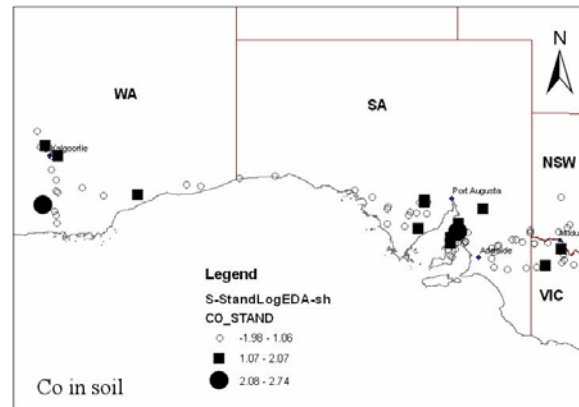 N
WA
SA
Kalgoorlie
NSW
Port Augusta
Mildu
Adelaide
VIC
Legend
S-StandLogEDA-sh
CO_STAND
-1.98 - 1.06
1.07 - 2.07
2.08 - 2.74
Co in soil